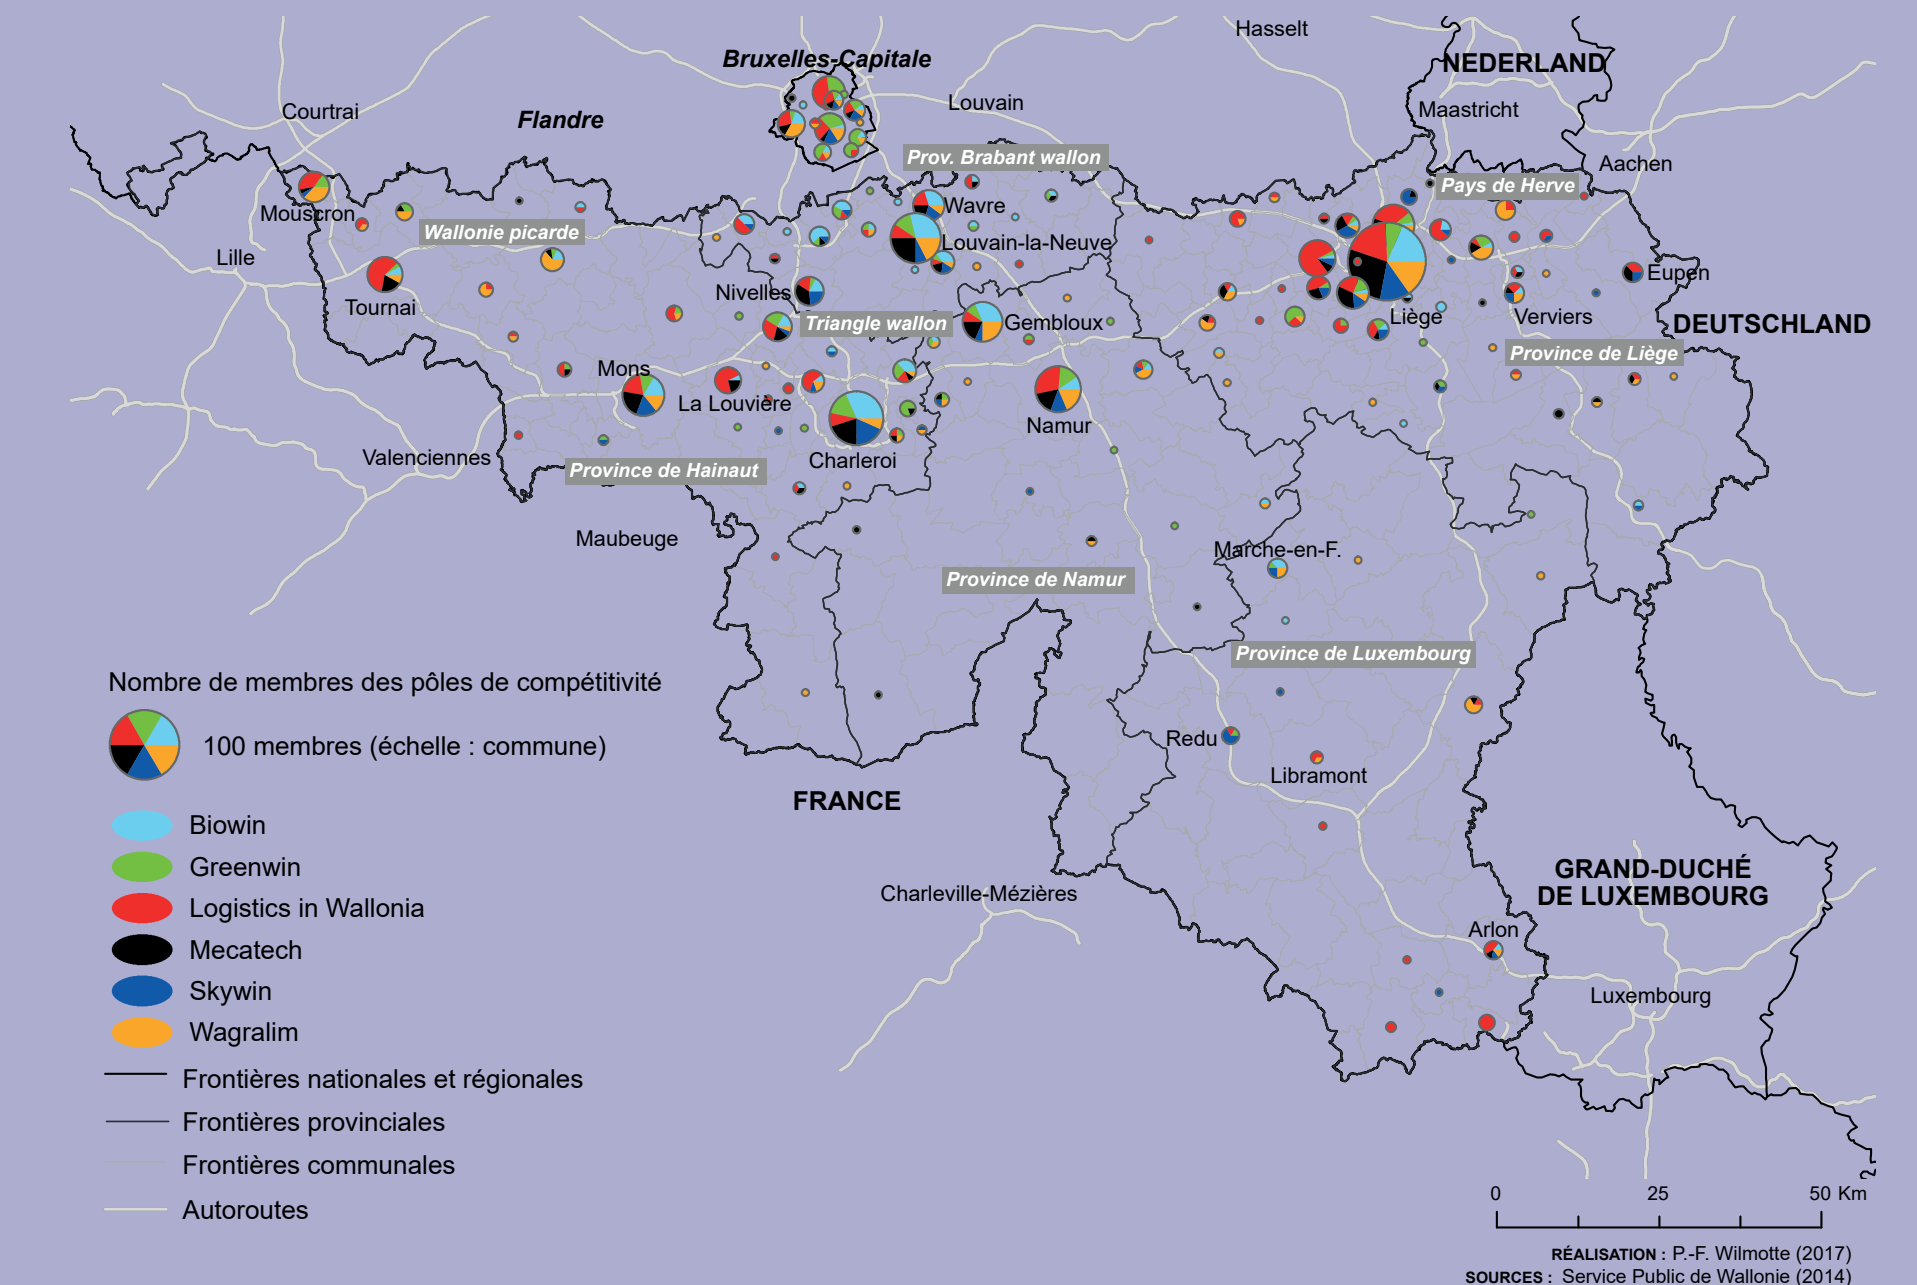 Hasselt
Bruxelles-Capitale
NEDERLAND
Courtrai
Flandre
Louvain
Maastricht
Prov. Brabant wallon
Aachen
Pays de Herve
Mouscron
Wavre
Wallonie picarde
Louvain-la-Neuve
Lille
Eupen
Tournai
Nivelles
Triangle wallon
Gembloux
Liège
Verviers
DEUTSCHLAND
Province de Liège
Mons
La Louvière
Namur
Valenciennes
Charleroi
Province de Hainaut
Maubeuge
Marche-en-F.
Province de Namur
Province de Luxembourg
Redu
Libramont
FRANCE
Charleville-Mézières
GRAND-DUCHÉ
DE LUXEMBOURG
Arlon
Luxembourg
Nombre de membres des pôles de compétitivité
100 membres (échelle : commune)
Biowin
Greenwin
Logistics in Wallonia
Mecatech
Skywin
Wagralim
Frontières nationales et régionales
Frontières provinciales
Frontières communales
Autoroutes
0 25 50 Km
RÉALISATION : P.-F. Wilmotte (2017)
SOURCES : Service Public de Wallonie (2014)